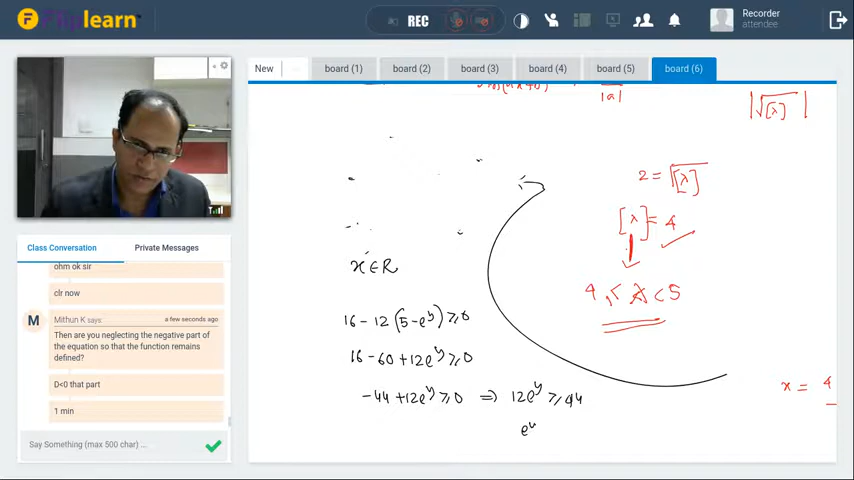 Fliplearn
REC
Recorder
attendee
New
board (1)
board (2)
board (3)
board (4)
board (5)
board (6)
|a|
|√[λ]|
2 = √[λ]
[λ] = 4
4 ≤ λ < 5
x ∈ R
16 - 12(5 - e^y) ≥ 0
16 - 60 + 12e^y ≥ 0
-44 + 12e^y ≥ 0 ⇒ 12e^y ≥ 44
x = 4
Class Conversation
Private Messages
ohm ok sir
clr now
M
Mithun K says:
a few seconds ago
Then are you neglecting the negative part of
the equation so that the function remains
defined?
D<0 that part
1 min
Say Something (max 500 char) ...